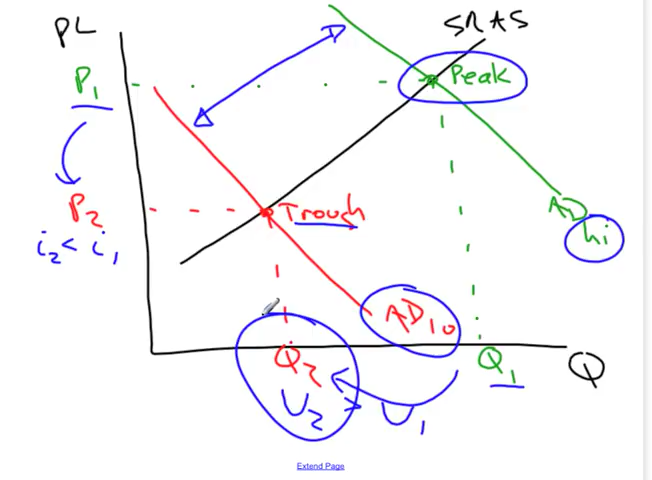 PL
SRAS
P1
Peak
P2
Trough
i2 < i1
AD hi
AD lo
Q2
Q1
Q
U2 > U1
Extend Page